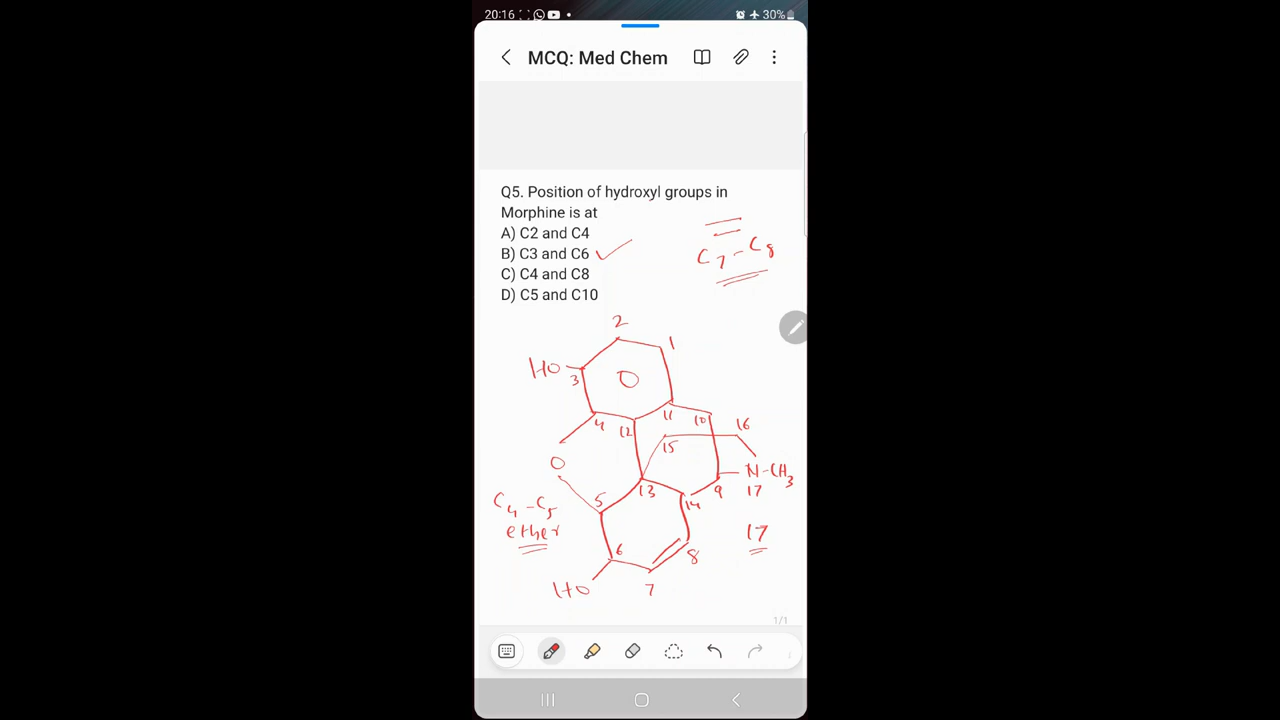 20:16
30%
MCQ: Med Chem
Q5. Position of hydroxyl groups in
Morphine is at
A) C2 and C4
B) C3 and C6 ✓
C) C4 and C8
D) C5 and C10
C7-C8
2
1
HO
3
O
4
12
11
10
16
15
O
N-CH3
13
9
17
5
14
C4-C5
ether
17
6
8
HO
7
1/1